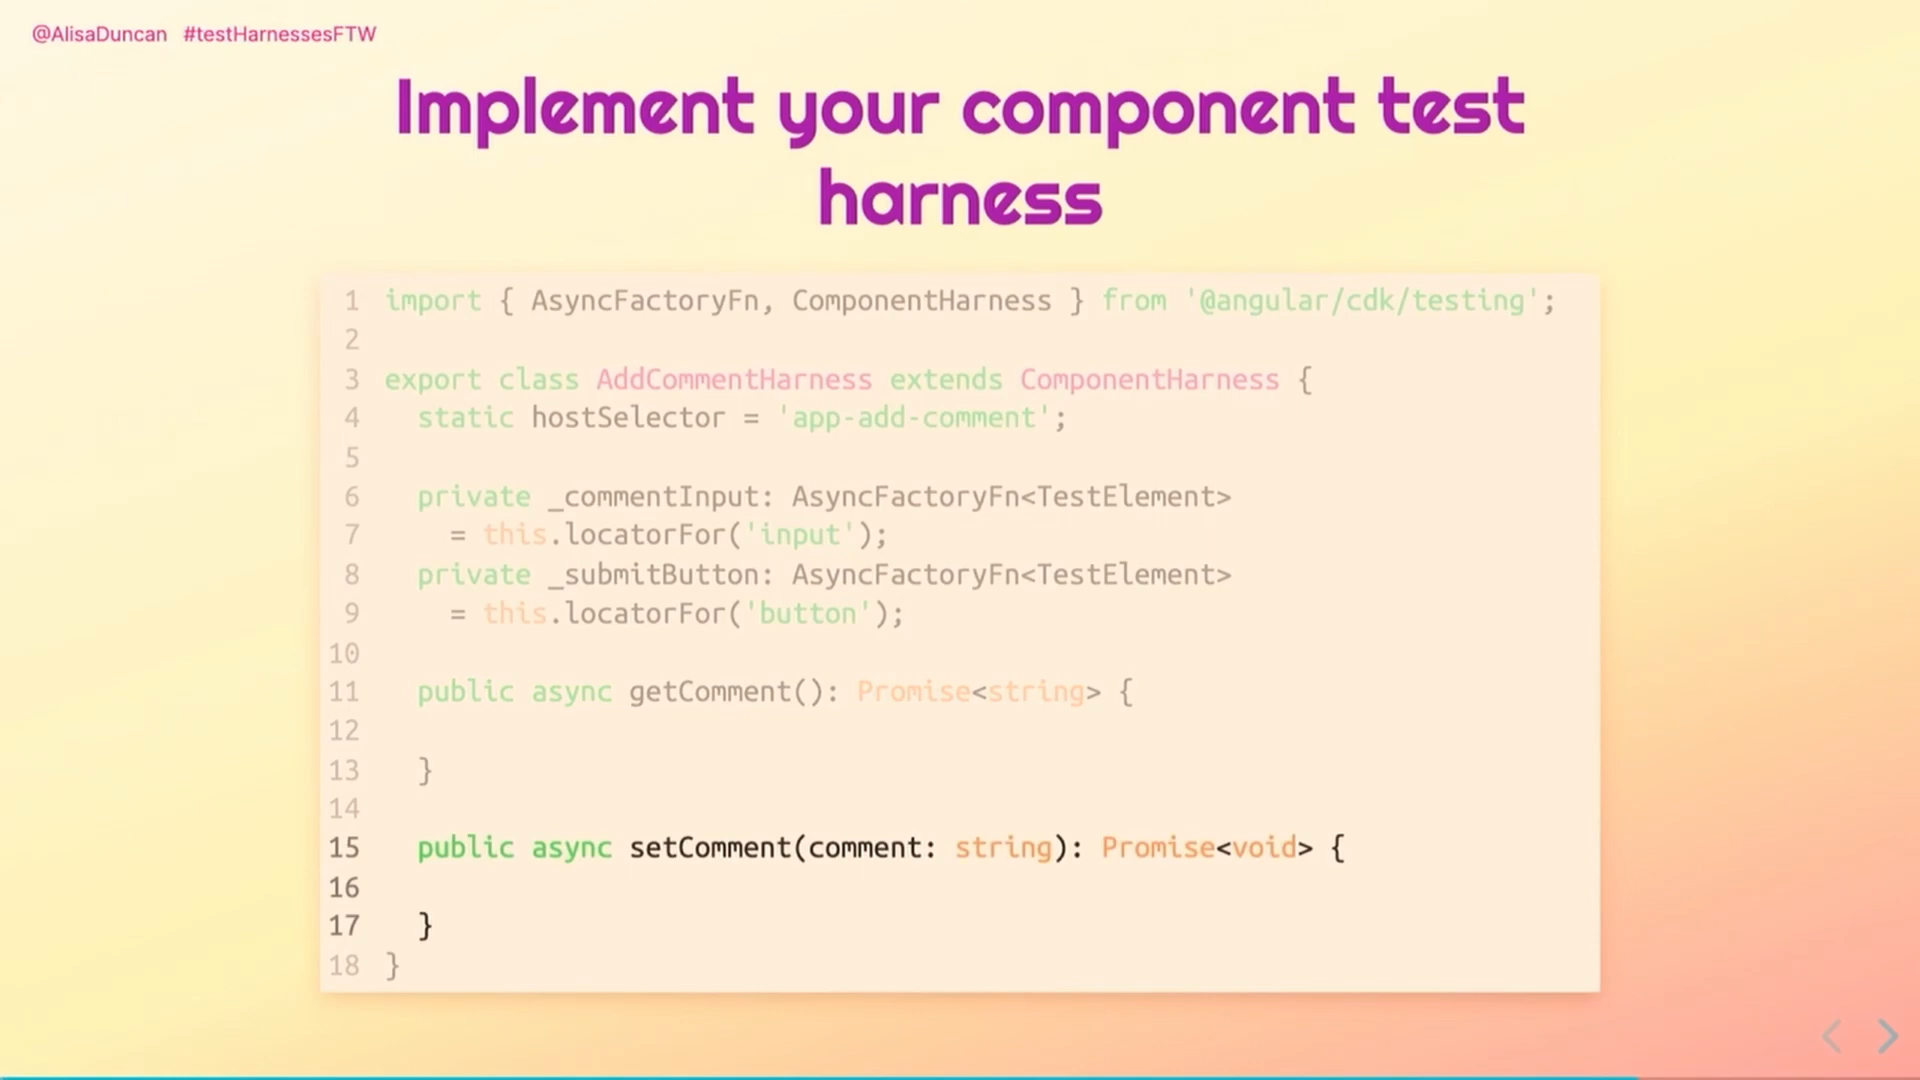 @AlisaDuncan #testHarnessesFTW
Implement your component test
harness
1 import { AsyncFactoryFn, ComponentHarness } from '@angular/cdk/testing';
2
3 export class AddCommentHarness extends ComponentHarness {
4   static hostSelector = 'app-add-comment';
5
6   private _commentInput: AsyncFactoryFn<TestElement>
7     = this.locatorFor('input');
8   private _submitButton: AsyncFactoryFn<TestElement>
9     = this.locatorFor('button');
10
11   public async getComment(): Promise<string> {
12
13   }
14
15   public async setComment(comment: string): Promise<void> {
16
17   }
18 }